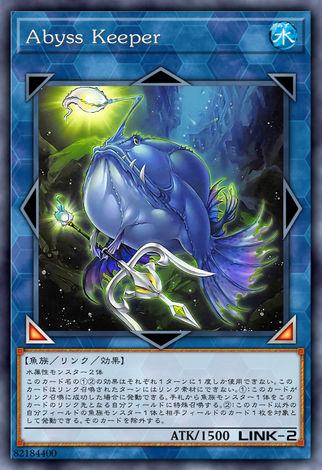 Abyss Keeper
水
【魚族／リンク／効果】
水属性モンスター２体
このカード名の①②の効果はそれぞれ１ターンに１度しか使用できない。このカードはリンク召喚されたターンにはリンク素材にできない。①：このカードが
リンク召喚に成功した場合に発動できる。手札から魚族モンスター１体をこ
のカードのリンク先となる自分フィールドに特殊召喚する。②：このカード以外の
自分フィールドの魚族モンスター１体と相手フィールドのカード１枚を対象と
して発動できる。そのカードを除外する。
ATK/1500 LINK-2
82184400